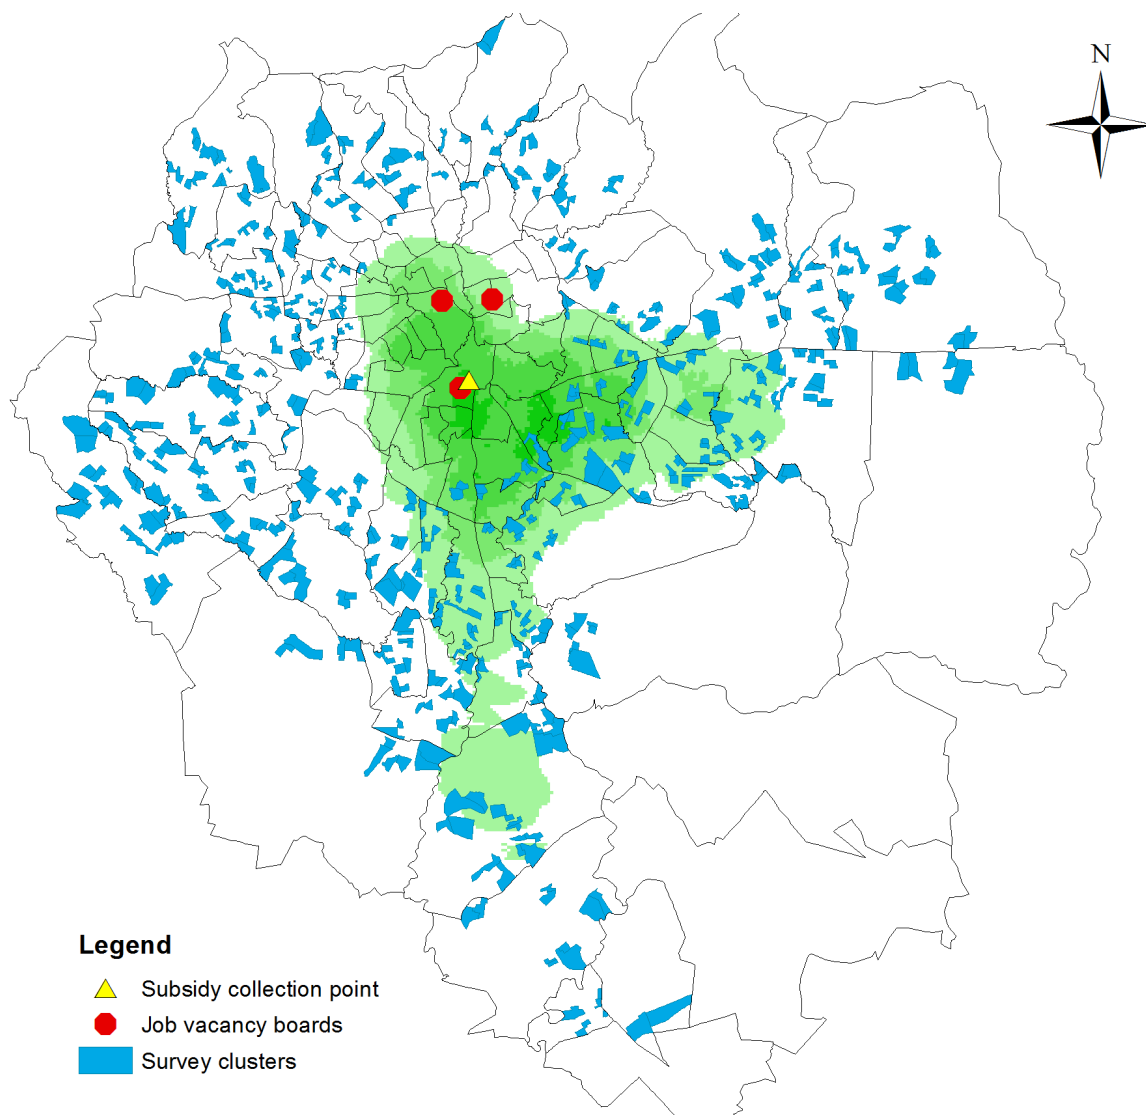 N
Legend
Subsidy collection point
Job vacancy boards
Survey clusters